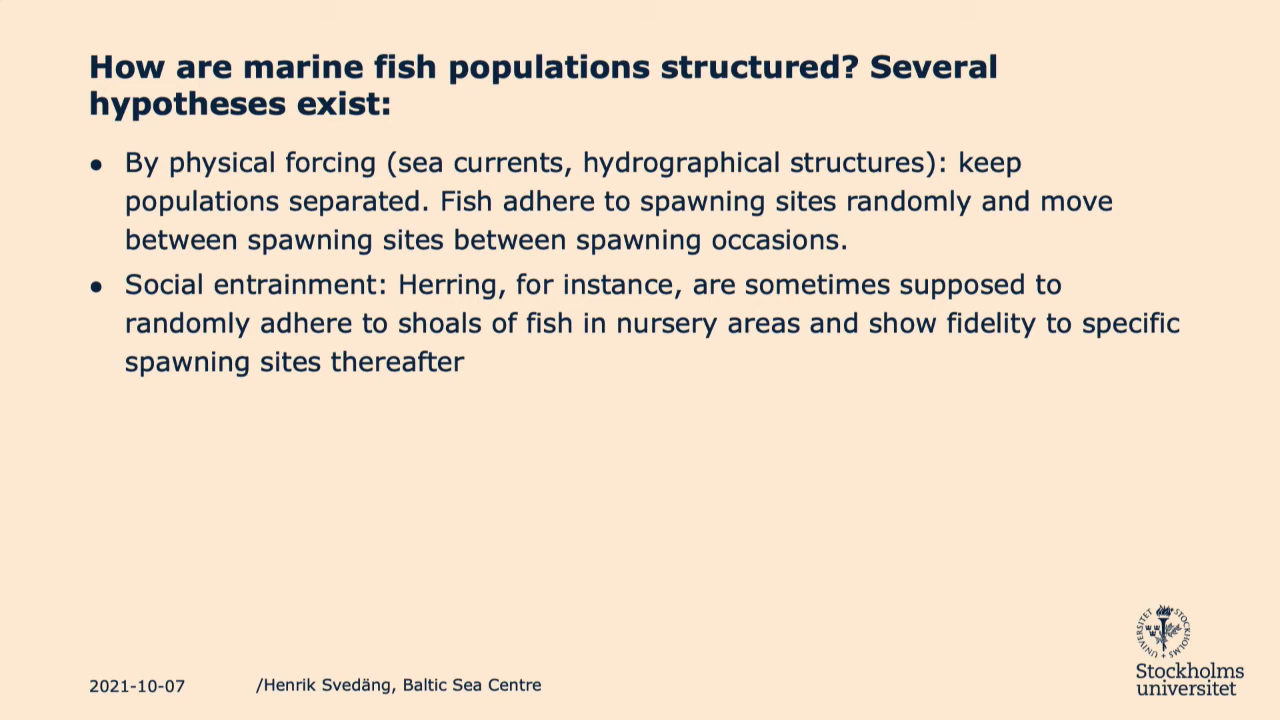 How are marine fish populations structured? Several
hypotheses exist:
• By physical forcing (sea currents, hydrographical structures): keep
populations separated. Fish adhere to spawning sites randomly and move
between spawning sites between spawning occasions.
• Social entrainment: Herring, for instance, are sometimes supposed to
randomly adhere to shoals of fish in nursery areas and show fidelity to specific
spawning sites thereafter
STOCKHOLMS UNIVERSITET
Stockholms
universitet
2021-10-07 /Henrik Svedäng, Baltic Sea Centre